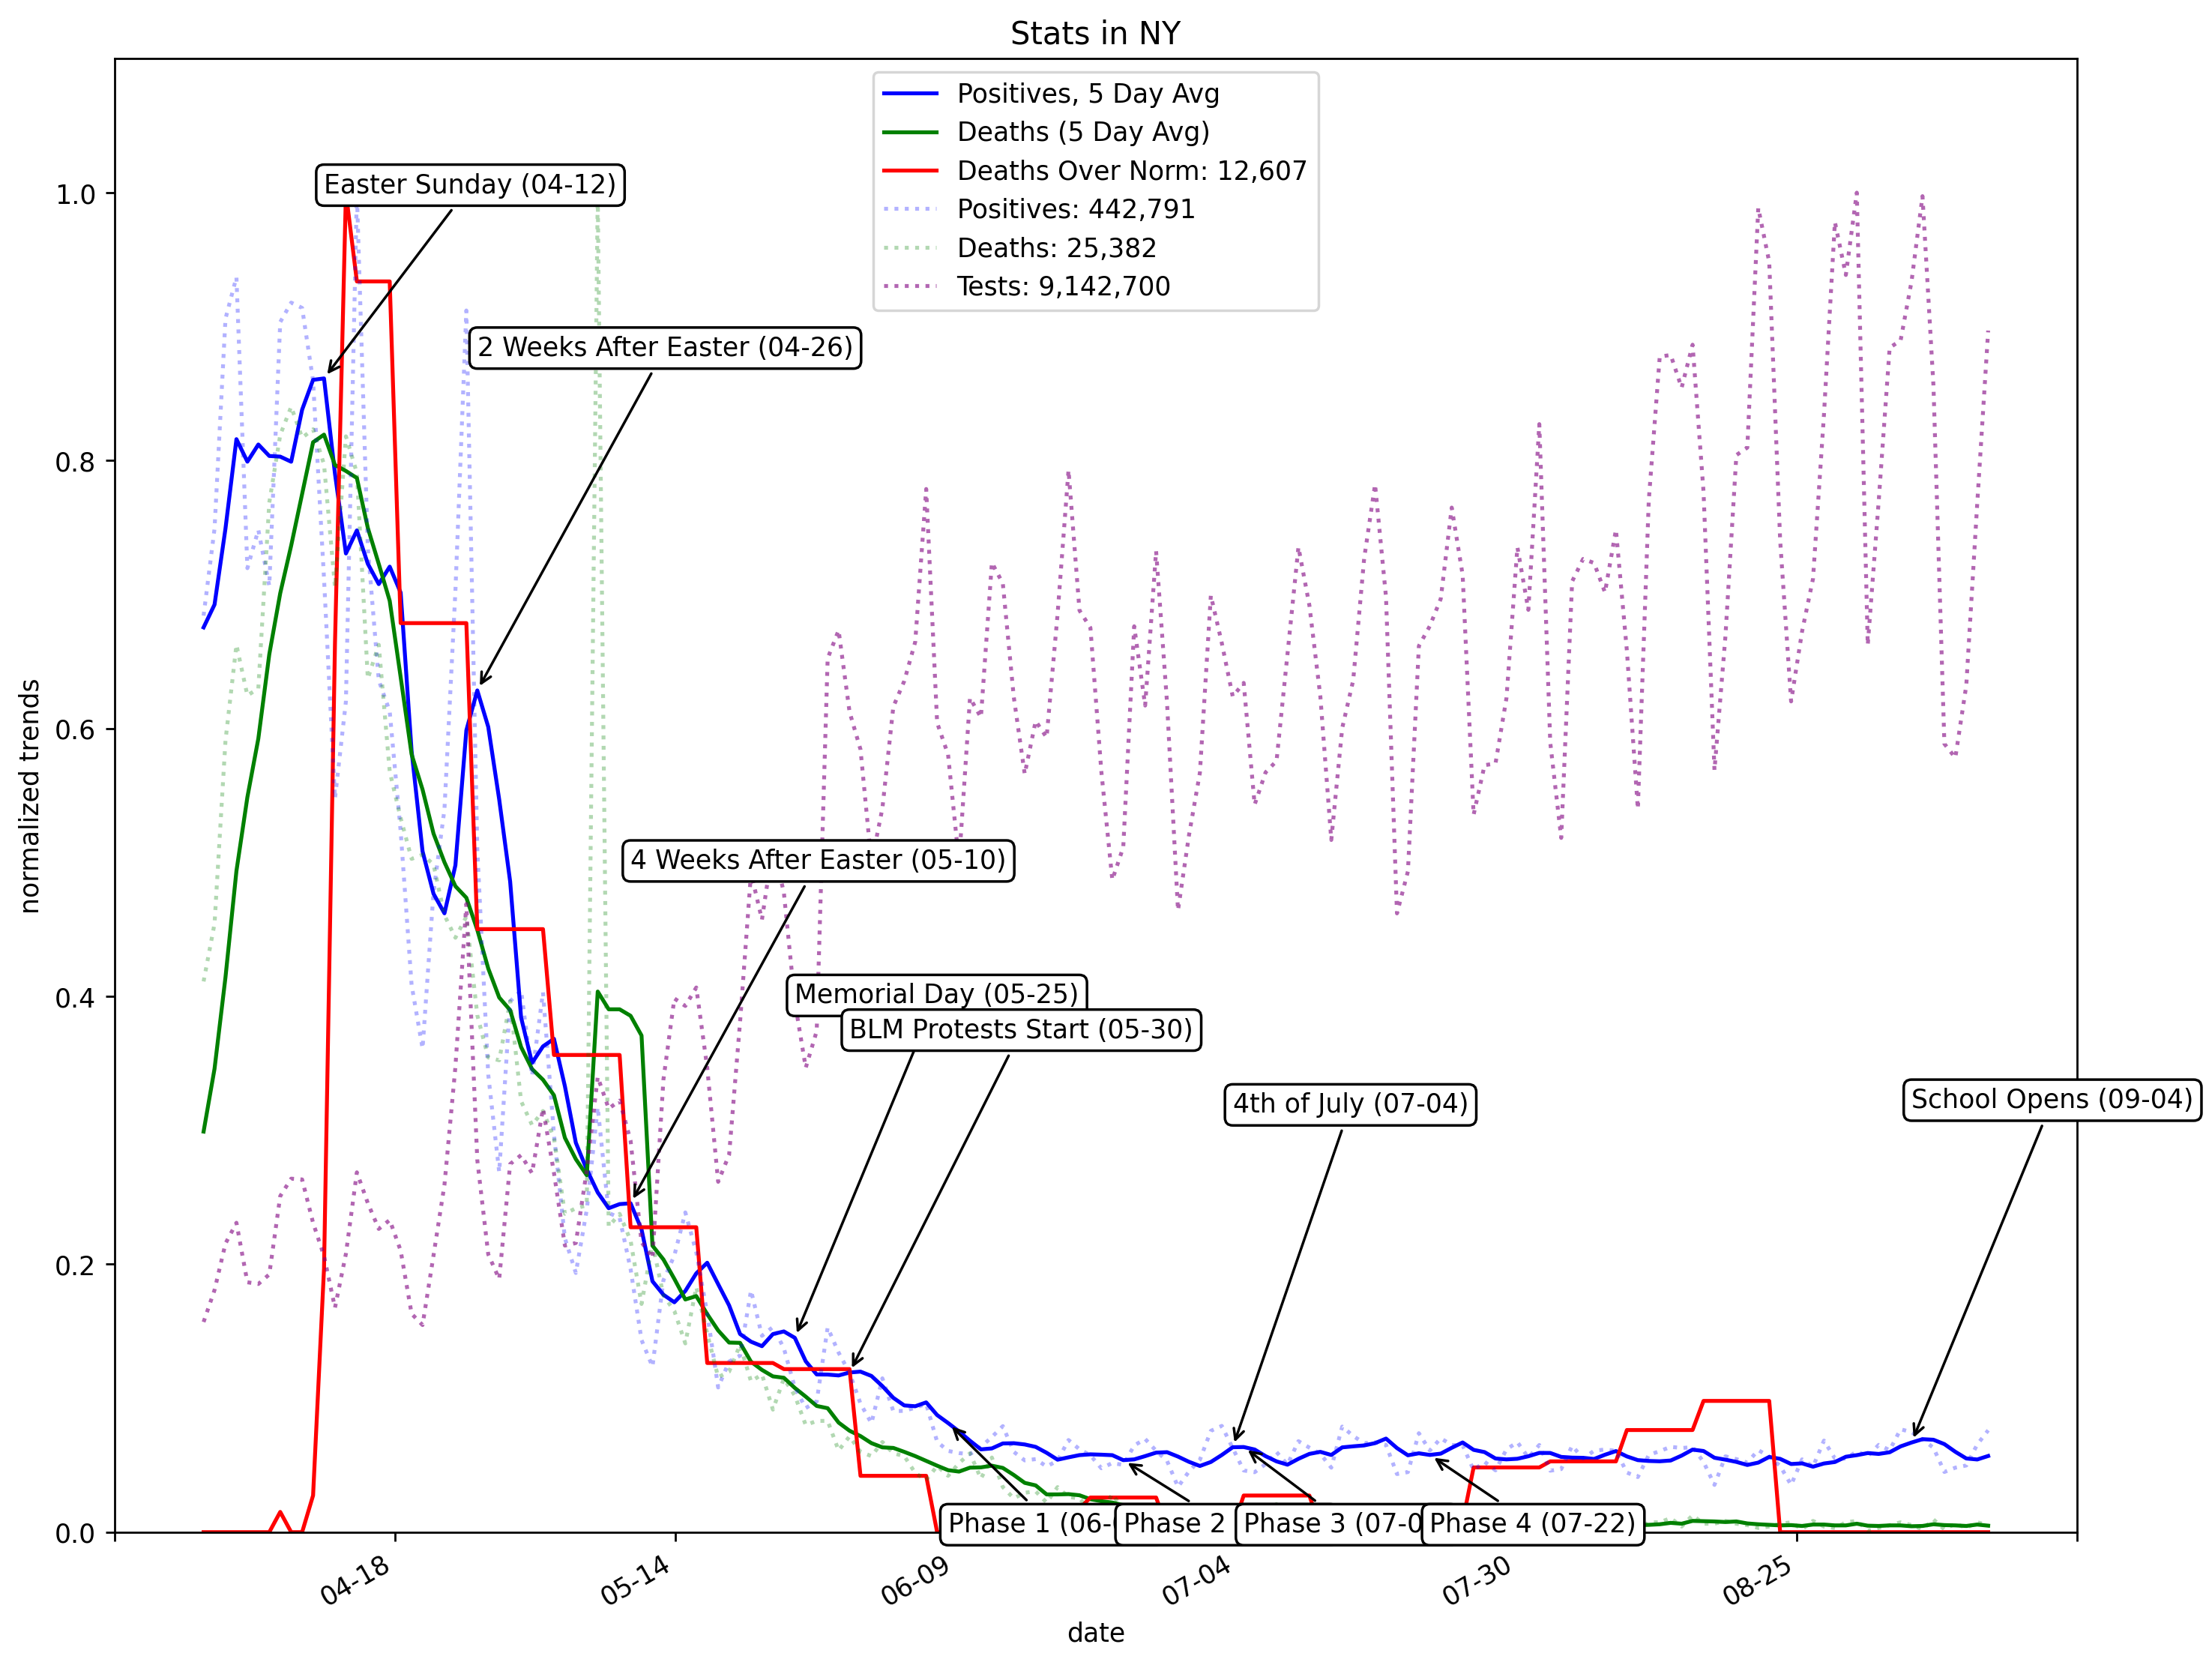 Stats in NY
Positives, 5 Day Avg
Deaths (5 Day Avg)
Deaths Over Norm: 12,607
Positives: 442,791
Deaths: 25,382
Tests: 9,142,700
Easter Sunday (04-12)
2 Weeks After Easter (04-26)
4 Weeks After Easter (05-10)
Memorial Day (05-25)
BLM Protests Start (05-30)
4th of July (07-04)
School Opens (09-04)
Phase 1 (06-
Phase 2
Phase 3 (07-0
Phase 4 (07-22)
normalized trends
1.0
0.8
0.6
0.4
0.2
0.0
04-18
05-14
06-09
07-04
07-30
08-25
date